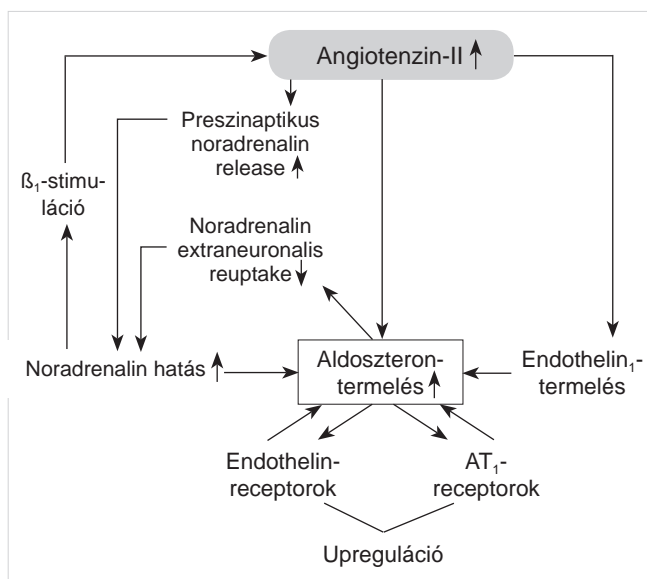 Angiotenzin-II
Preszinaptikus
noradrenalin
release
ß₁-stimu-
láció
Noradrenalin
extraneuronalis
reuptake
Noradrenalin hatás
Aldoszteron-
termelés
Endothelin₁-
termelés
Endothelin-
receptorok
AT₁-
receptorok
Upreguláció